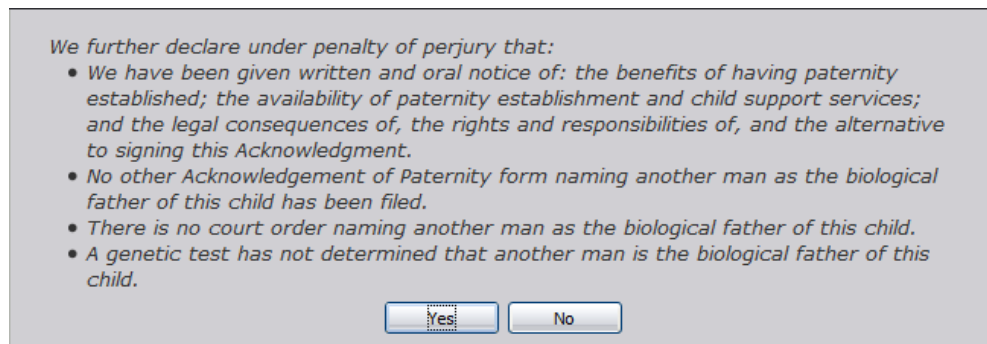 We further declare under penalty of perjury that:
• We have been given written and oral notice of: the benefits of having paternity
established; the availability of paternity establishment and child support services;
and the legal consequences of, the rights and responsibilities of, and the alternative
to signing this Acknowledgment.
• No other Acknowledgement of Paternity form naming another man as the biological
father of this child has been filed.
• There is no court order naming another man as the biological father of this child.
• A genetic test has not determined that another man is the biological father of this
child.
Yes No